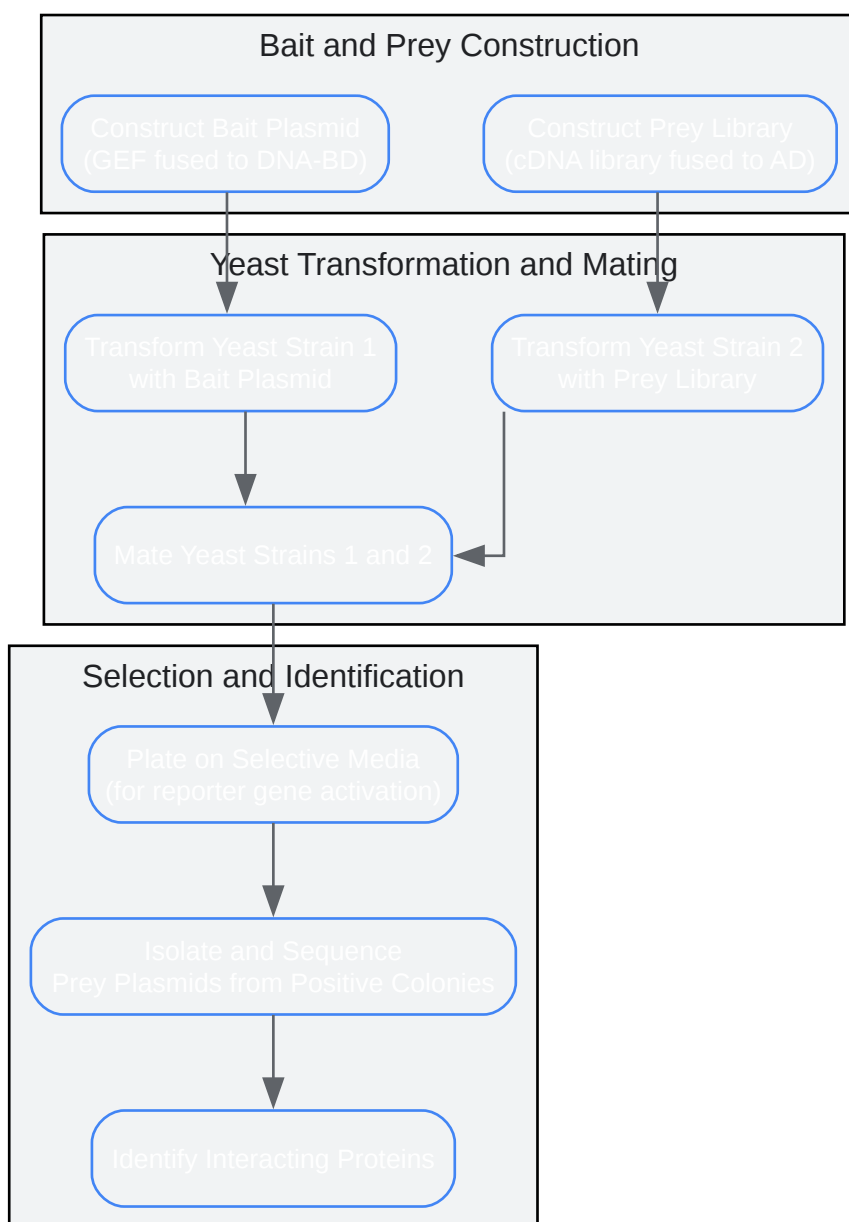 Bait and Prey Construction
Construct Bait Plasmid
(GEF fused to DNA-BD)
Construct Prey Library
(cDNA library fused to AD)
Yeast Transformation and Mating
Transform Yeast Strain 1
with Bait Plasmid
Transform Yeast Strain 2
with Prey Library
Mate Yeast Strains 1 and 2
Selection and Identification
Plate on Selective Media
(for reporter gene activation)
Isolate and Sequence
Prey Plasmids from Positive Colonies
Identify Interacting Proteins